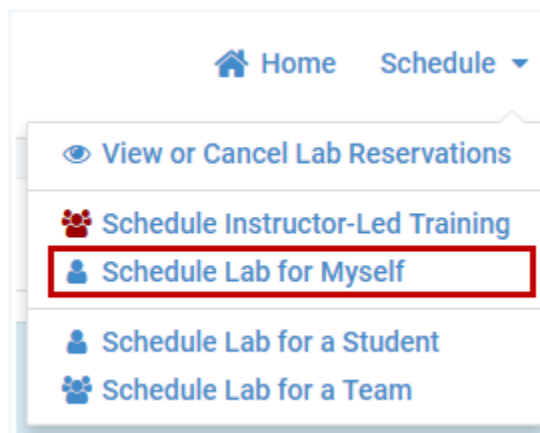 Home Schedule
View or Cancel Lab Reservations
Schedule Instructor-Led Training
Schedule Lab for Myself
Schedule Lab for a Student
Schedule Lab for a Team